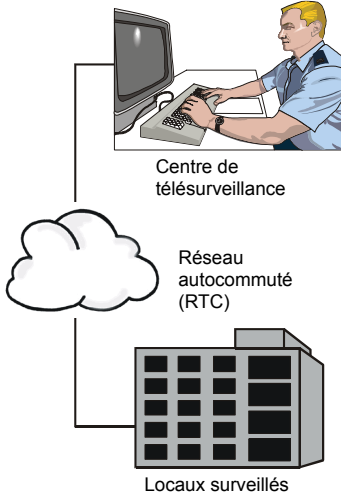 Centre de
télésurveillance
Réseau
autocommuté
(RTC)
Locaux surveillés